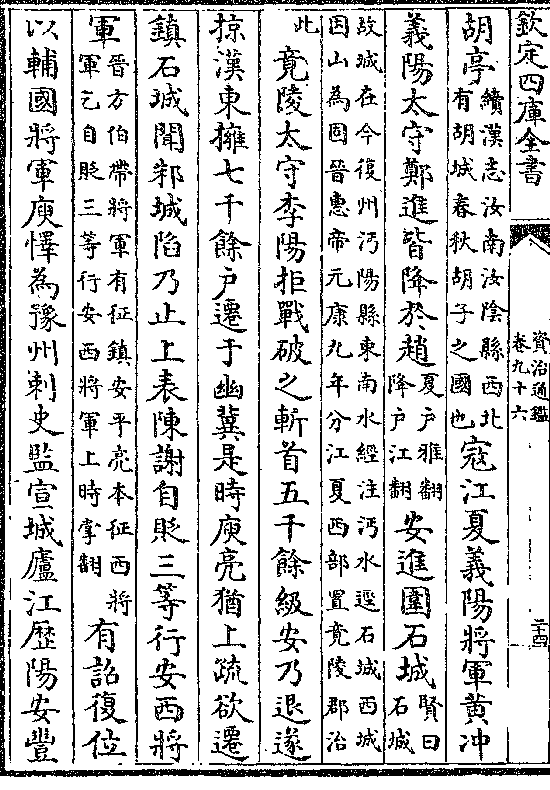 欽定四庫全書
資治通鑑
卷九十六
二十四
胡亭續漢志汝南汝陰縣西北有胡城春秋胡子之國也寇江夏義陽將軍黄冲
義陽太守鄭進皆降於趙夏户雅翻降户江翻安進圍石城賢曰石城
故城在今復州沔陽縣東南水經注沔水逕石城西城因山為固晉惠帝元康九年分江夏西部置竟陵郡治
此竟陵太守李陽拒戰破之斬首五千餘級安乃退遂
掠漢東擁七千餘户遷于幽冀是時庾亮猶上疏欲遷
鎮石城聞邾城陷乃止上表陳謝自貶三等行安西將
軍晉方伯帶將軍有征鎮安平亮本征西將軍乞自貶三等行安西將軍上時掌翻有詔復位
以輔國將軍庾懌為豫州刺史監宣城廬江歷陽安豐